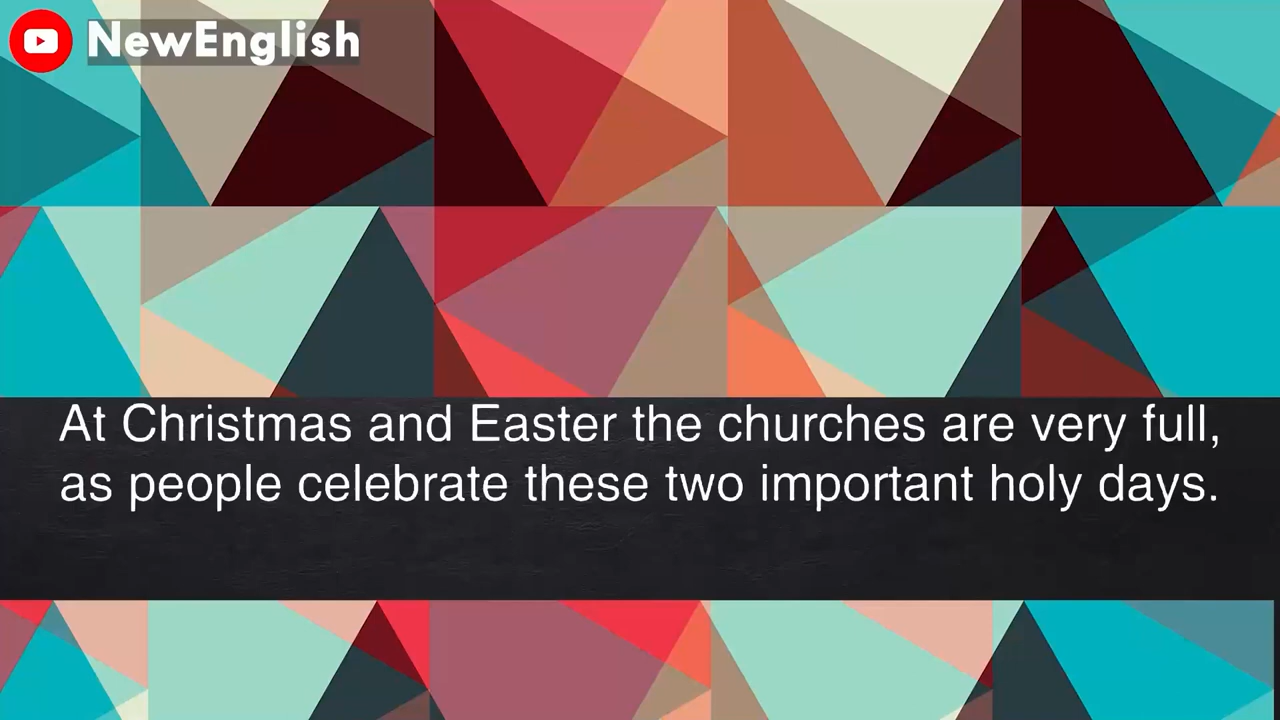 NewEnglish
At Christmas and Easter the churches are very full,
as people celebrate these two important holy days.